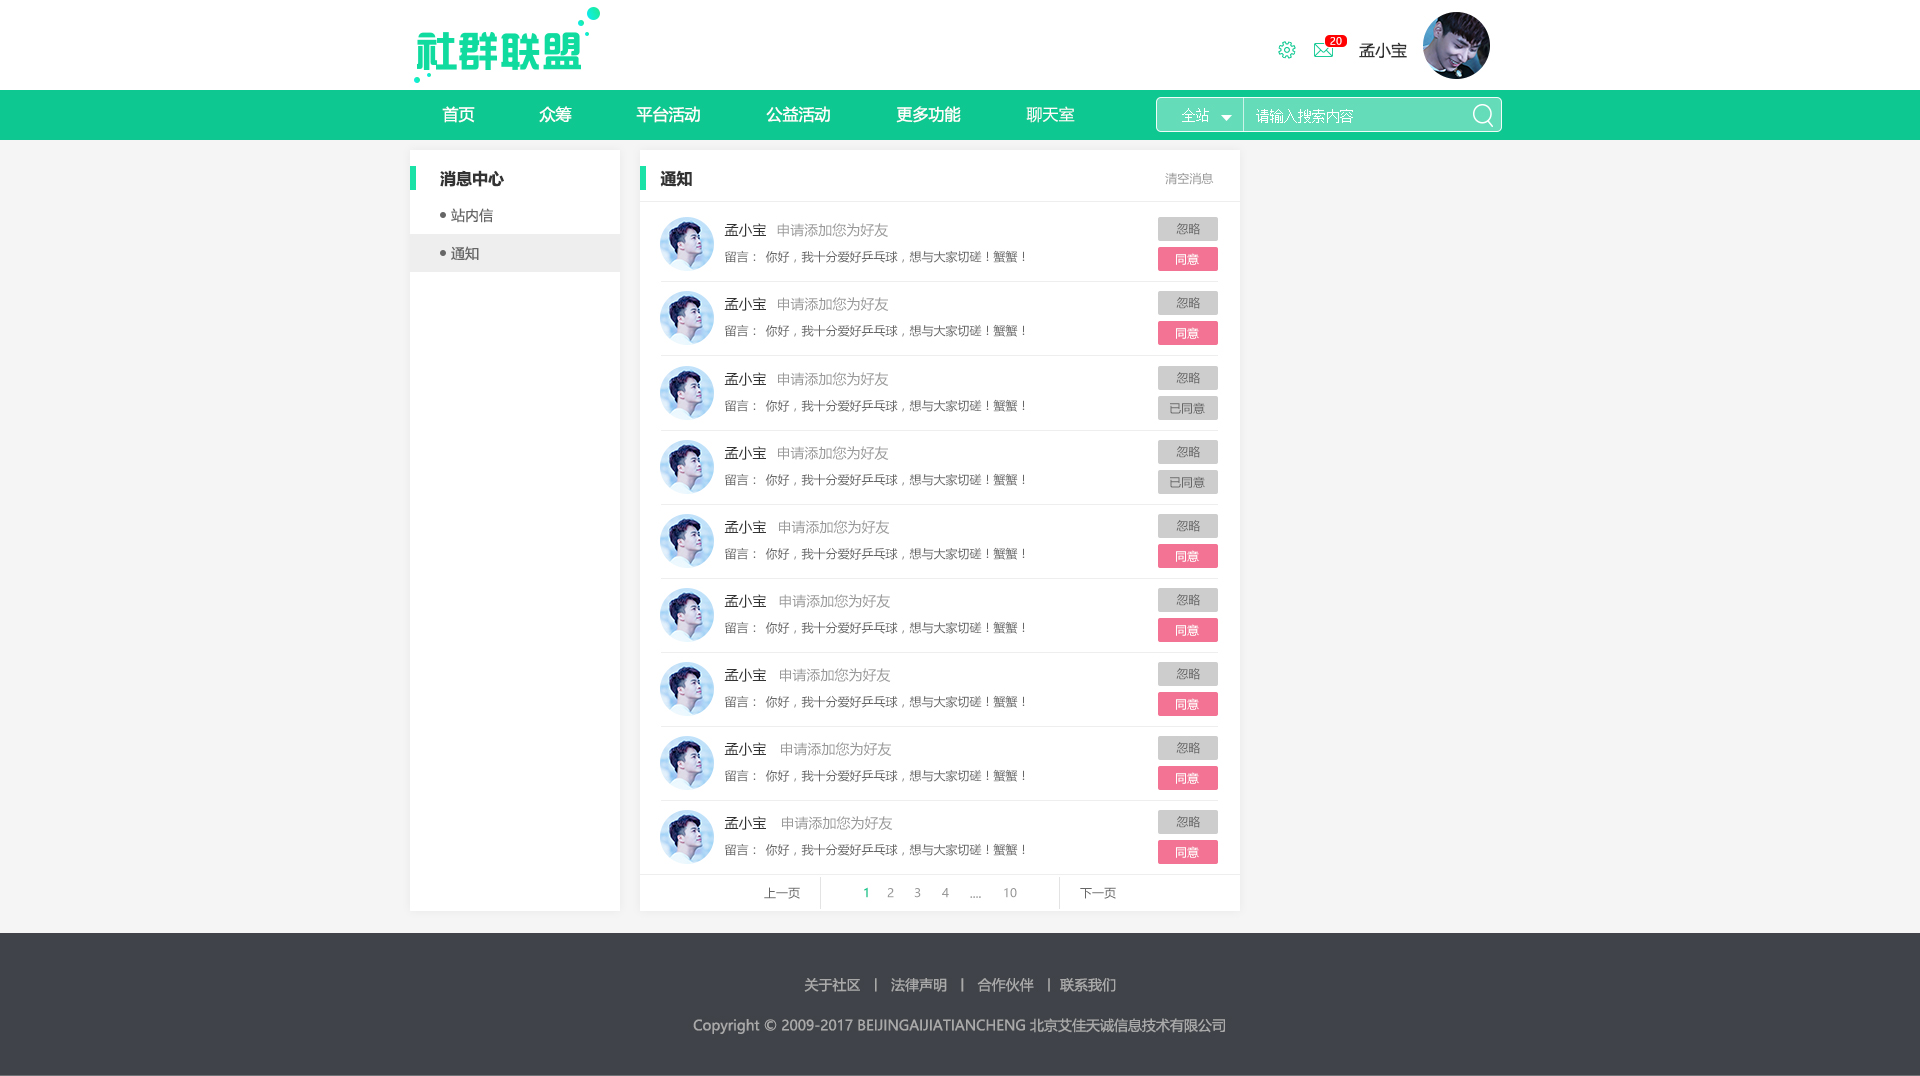 社群联盟
20
孟小宝
首页 众筹 平台活动 公益活动 更多功能 聊天室
全站 请输入搜索内容
消息中心
站内信
通知
通知 清空消息
孟小宝 申请添加您为好友 忽略
留言： 你好，我十分爱好乒乓球，想与大家切磋！蟹蟹！ 同意
孟小宝 申请添加您为好友 忽略
留言： 你好，我十分爱好乒乓球，想与大家切磋！蟹蟹！ 同意
孟小宝 申请添加您为好友 忽略
留言： 你好，我十分爱好乒乓球，想与大家切磋！蟹蟹！ 已同意
孟小宝 申请添加您为好友 忽略
留言： 你好，我十分爱好乒乓球，想与大家切磋！蟹蟹！ 已同意
孟小宝 申请添加您为好友 忽略
留言： 你好，我十分爱好乒乓球，想与大家切磋！蟹蟹！ 同意
孟小宝 申请添加您为好友 忽略
留言： 你好，我十分爱好乒乓球，想与大家切磋！蟹蟹！ 同意
孟小宝 申请添加您为好友 忽略
留言： 你好，我十分爱好乒乓球，想与大家切磋！蟹蟹！ 同意
孟小宝 申请添加您为好友 忽略
留言： 你好，我十分爱好乒乓球，想与大家切磋！蟹蟹！ 同意
孟小宝 申请添加您为好友 忽略
留言： 你好，我十分爱好乒乓球，想与大家切磋！蟹蟹！ 同意
上一页 1 2 3 4 .... 10 下一页
关于社区 | 法律声明 | 合作伙伴 | 联系我们
Copyright © 2009-2017 BEIJINGAIJIATIANCHENG 北京艾佳天诚信息技术有限公司